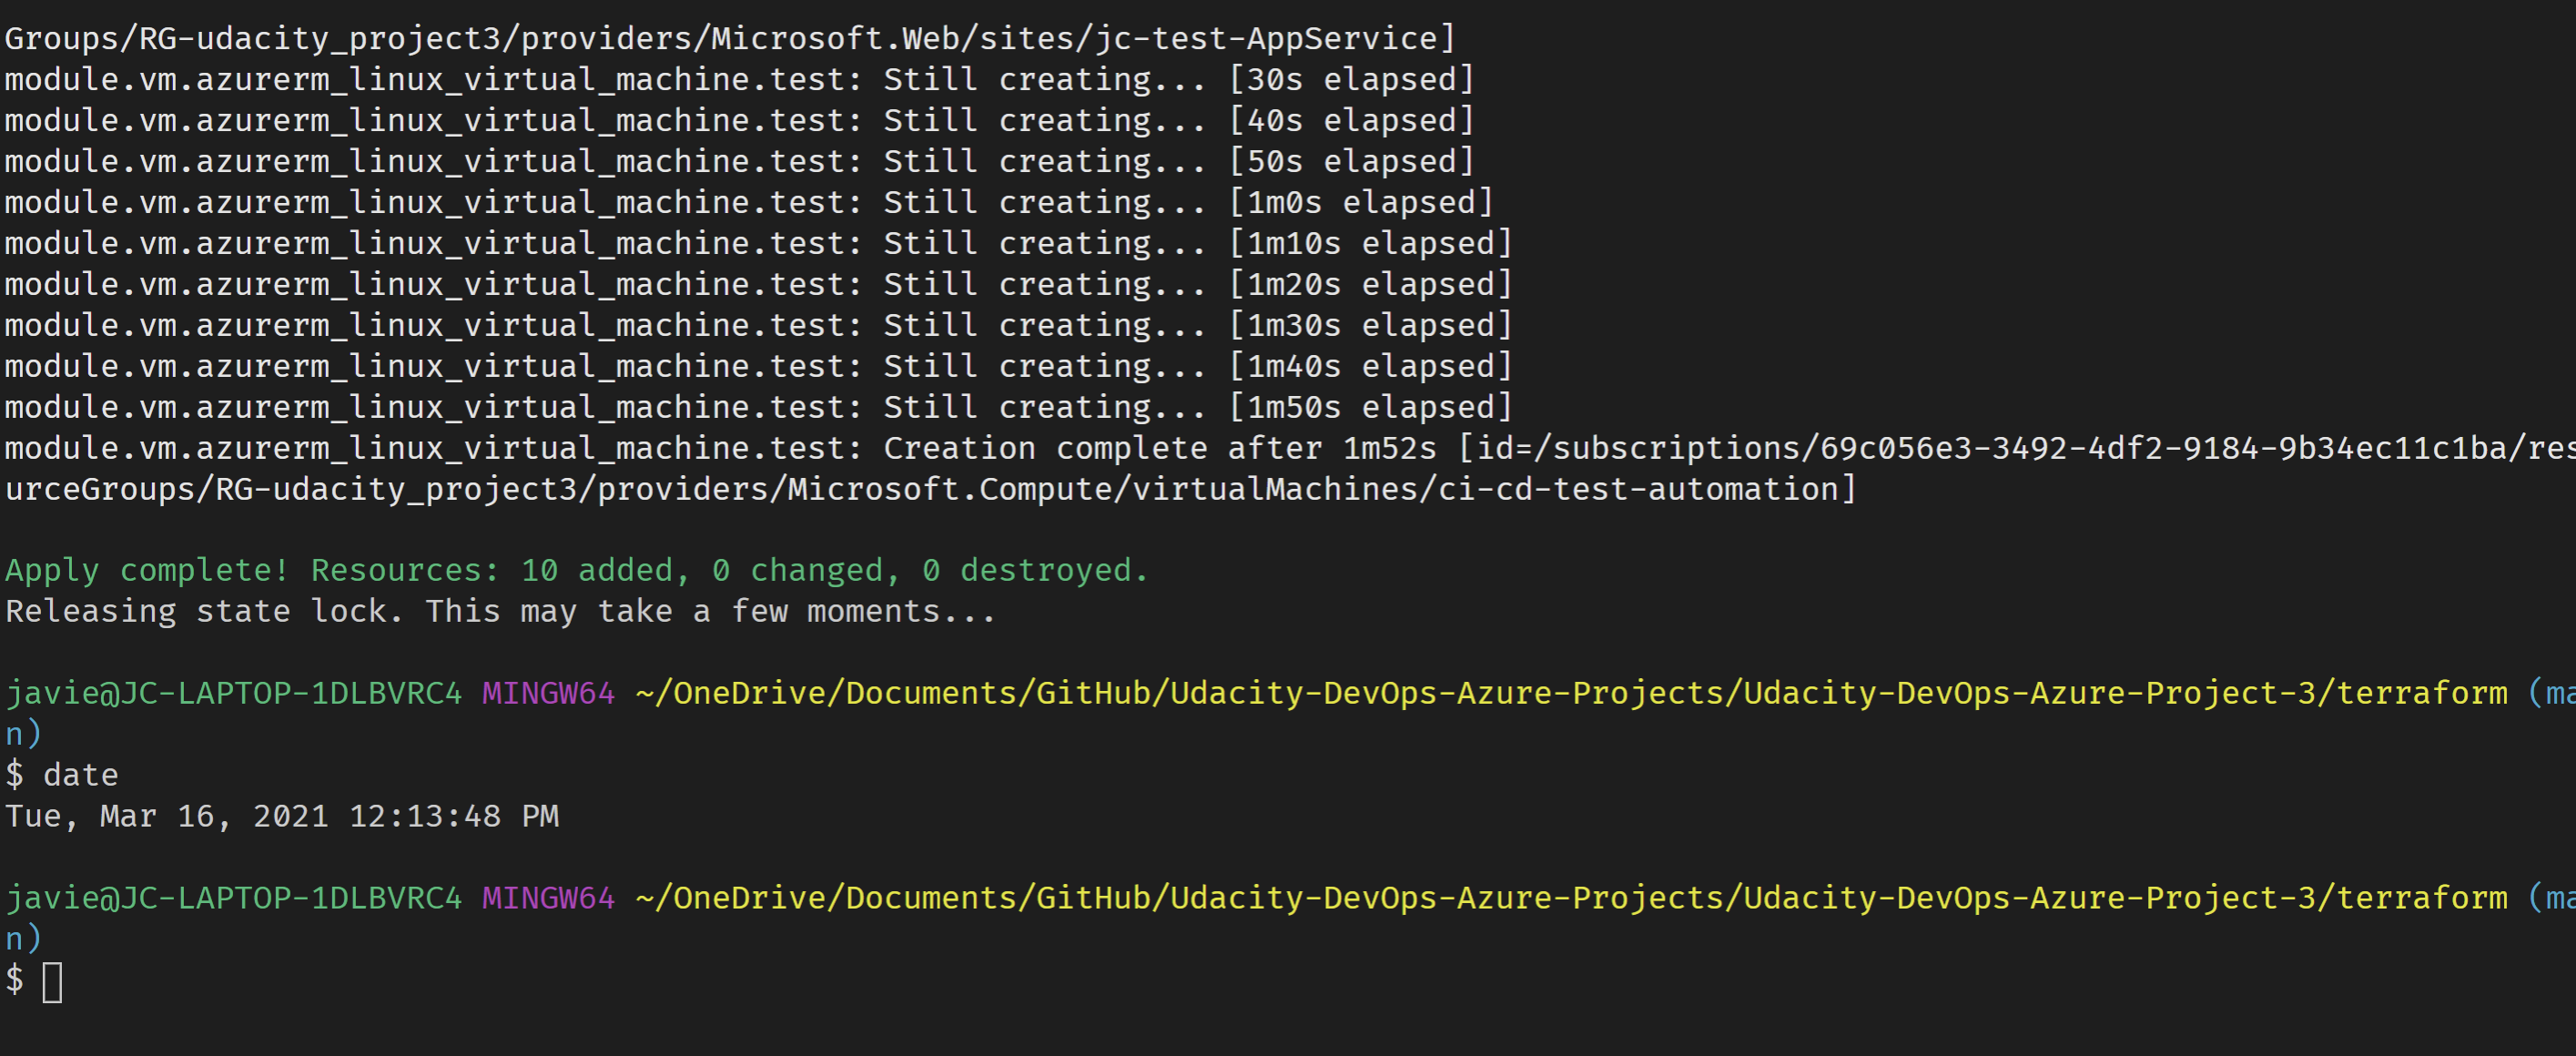 Groups/RG-udacity_project3/providers/Microsoft.Web/sites/jc-test-AppService]
module.vm.azurerm_linux_virtual_machine.test: Still creating... [30s elapsed]
module.vm.azurerm_linux_virtual_machine.test: Still creating... [40s elapsed]
module.vm.azurerm_linux_virtual_machine.test: Still creating... [50s elapsed]
module.vm.azurerm_linux_virtual_machine.test: Still creating... [1m0s elapsed]
module.vm.azurerm_linux_virtual_machine.test: Still creating... [1m10s elapsed]
module.vm.azurerm_linux_virtual_machine.test: Still creating... [1m20s elapsed]
module.vm.azurerm_linux_virtual_machine.test: Still creating... [1m30s elapsed]
module.vm.azurerm_linux_virtual_machine.test: Still creating... [1m40s elapsed]
module.vm.azurerm_linux_virtual_machine.test: Still creating... [1m50s elapsed]
module.vm.azurerm_linux_virtual_machine.test: Creation complete after 1m52s [id=/subscriptions/69c056e3-3492-4df2-9184-9b34ec11c1ba/res
urceGroups/RG-udacity_project3/providers/Microsoft.Compute/virtualMachines/ci-cd-test-automation]
Apply complete! Resources: 10 added, 0 changed, 0 destroyed.
Releasing state lock. This may take a few moments...
javie@JC-LAPTOP-1DLBVRC4 MINGW64 ~/OneDrive/Documents/GitHub/Udacity-DevOps-Azure-Projects/Udacity-DevOps-Azure-Project-3/terraform (ma
n)
$ date
Tue, Mar 16, 2021 12:13:48 PM
javie@JC-LAPTOP-1DLBVRC4 MINGW64 ~/OneDrive/Documents/GitHub/Udacity-DevOps-Azure-Projects/Udacity-DevOps-Azure-Project-3/terraform (ma
n)
$